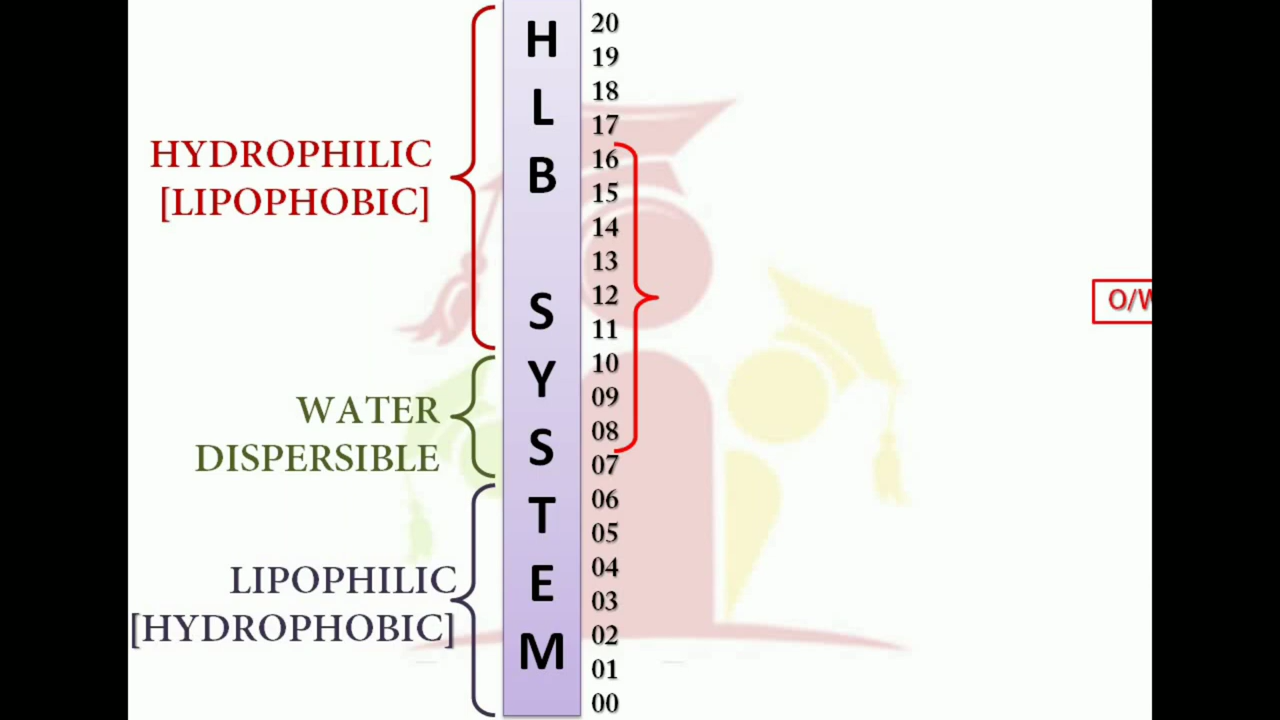 HYDROPHILIC
[LIPOPHOBIC]
WATER
DISPERSIBLE
LIPOPHILIC
[HYDROPHOBIC]
H
L
B
S
Y
S
T
E
M
20
19
18
17
16
15
14
13
12
11
10
09
08
07
06
05
04
03
02
01
00